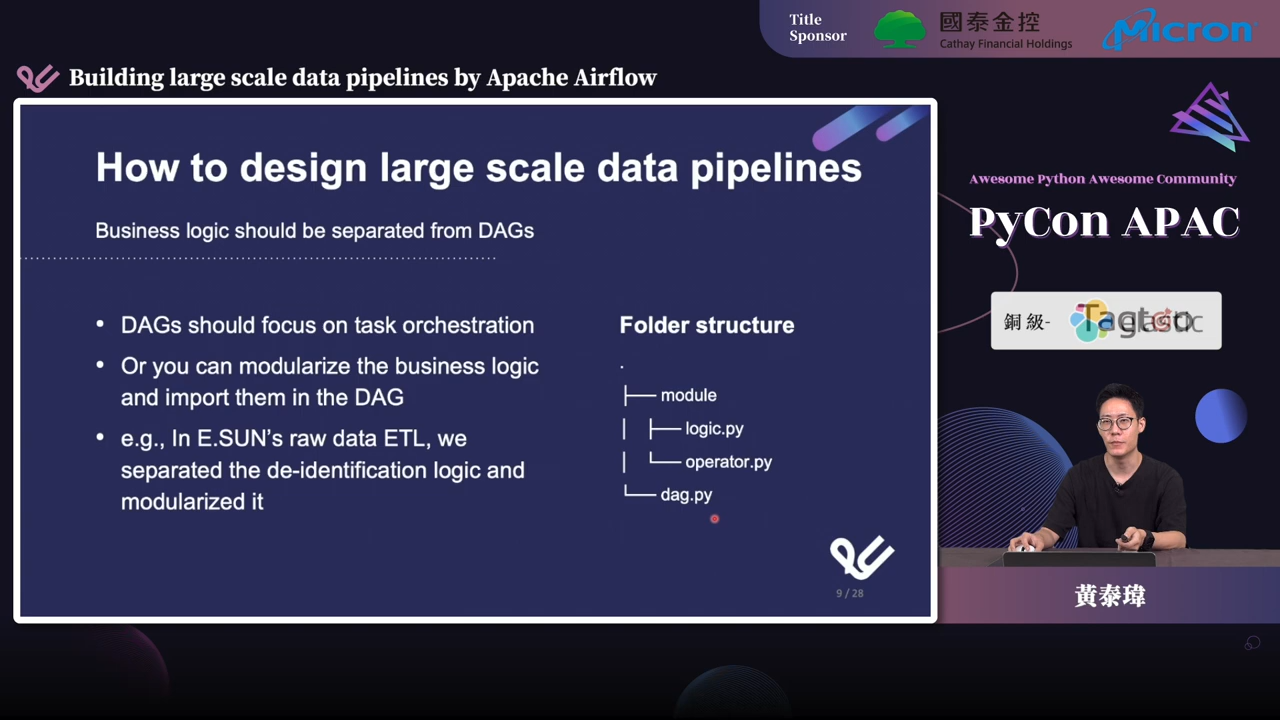 Title
Sponsor
國泰金控
Cathay Financial Holdings
Micron
Building large scale data pipelines by Apache Airflow
How to design large scale data pipelines
Business logic should be separated from DAGs
• DAGs should focus on task orchestration
• Or you can modularize the business logic
and import them in the DAG
• e.g., In E.SUN's raw data ETL, we
separated the de-identification logic and
modularized it
Folder structure
.
├── module
│ ├── logic.py
│ └── operator.py
└── dag.py
9 / 28
Awesome Python Awesome Community
PyCon APAC
銅級-
Tagtoo
elastic
黃泰瑋